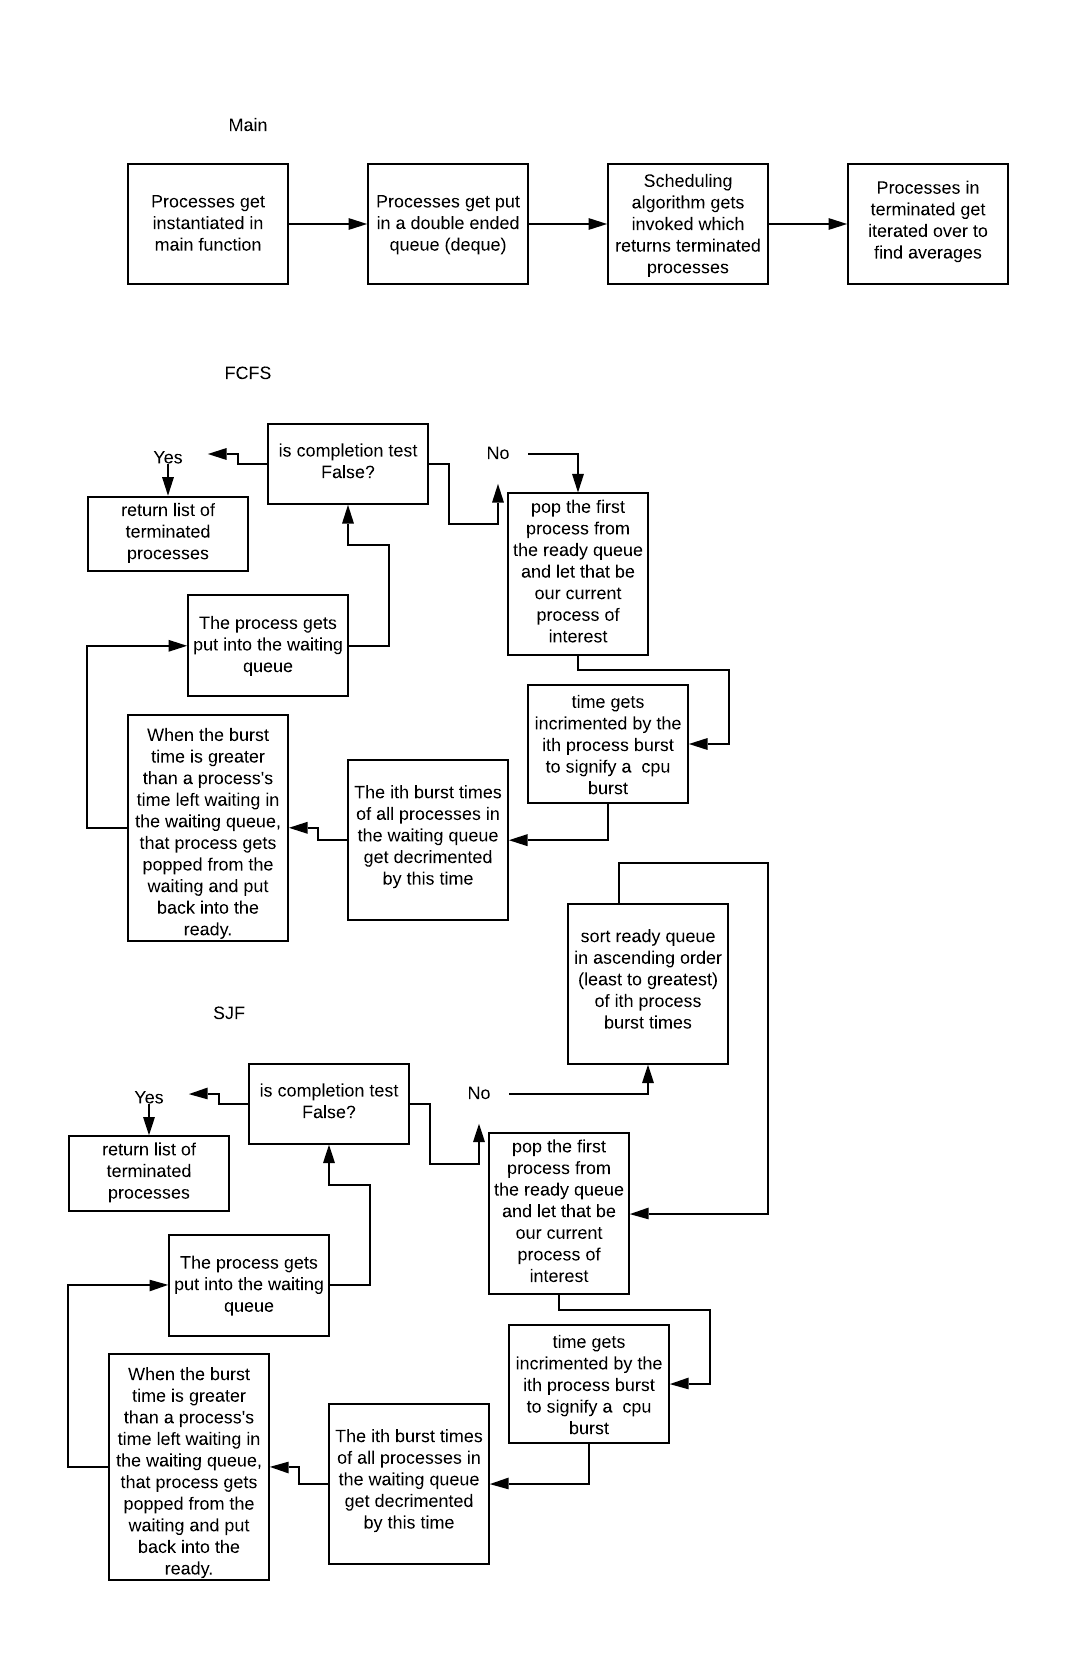 Main
Processes get
instantiated in
main function
Processes get put
in a double ended
queue (deque)
Scheduling
algorithm gets
invoked which
returns terminated
processes
Processes in
terminated get
iterated over to
find averages
FCFS
is completion test
False?
Yes
No
return list of
terminated
processes
pop the first
process from
the ready queue
and let that be
our current
process of
interest
The process gets
put into the waiting
queue
time gets
incrimented by the
ith process burst
to signify a  cpu
burst
When the burst
time is greater
than a process's
time left waiting in
the waiting queue,
that process gets
popped from the
waiting and put
back into the
ready.
The ith burst times
of all processes in
the waiting queue
get decrimented
by this time
sort ready queue
in ascending order
(least to greatest)
of ith process
burst times
SJF
is completion test
False?
Yes
No
return list of
terminated
processes
pop the first
process from
the ready queue
and let that be
our current
process of
interest
The process gets
put into the waiting
queue
time gets
incrimented by the
ith process burst
to signify a  cpu
burst
When the burst
time is greater
than a process's
time left waiting in
the waiting queue,
that process gets
popped from the
waiting and put
back into the
ready.
The ith burst times
of all processes in
the waiting queue
get decrimented
by this time